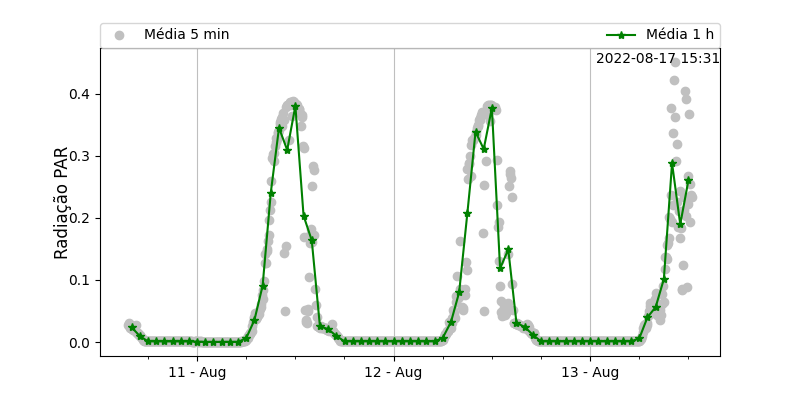 Média 5 min
Média 1 h
2022-08-17 15:31
Radiação PAR
0.4
0.3
0.2
0.1
0.0
11 - Aug
12 - Aug
13 - Aug